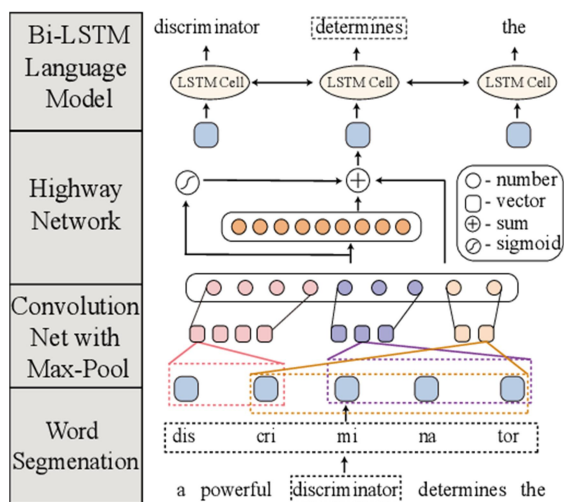 Bi-LSTM
Language
Model
discriminator determines the
LSTM Cell LSTM Cell LSTM Cell
Highway
Network
- number
- vector
- sum
- sigmoid
Convolution
Net with
Max-Pool
Word
Segmenation
dis cri mi na tor
a powerful discriminator determines the